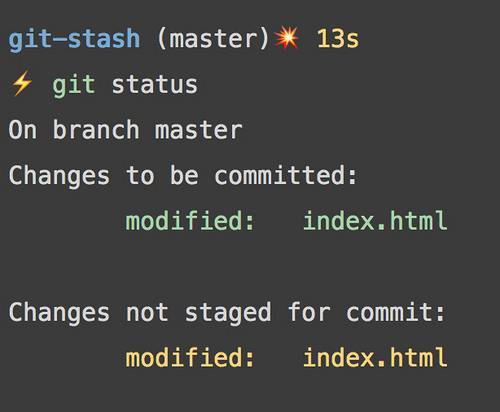 git-stash (master)💥 13s
⚡ git status
On branch master
Changes to be committed:
modified: index.html
Changes not staged for commit:
modified: index.html